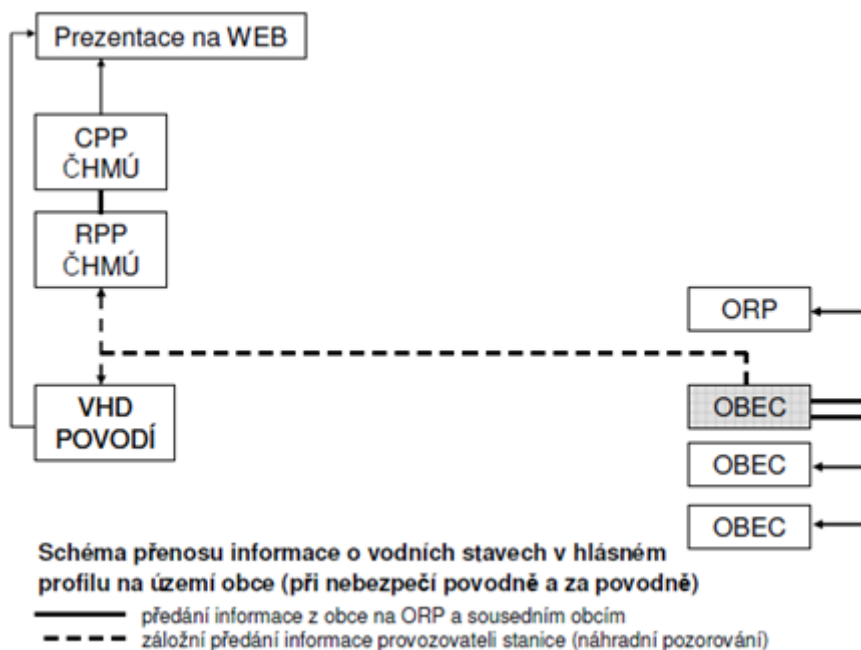 Prezentace na WEB
CPP
ČHMÚ
RPP
ČHMÚ
ORP
VHD
POVODÍ
OBEC
OBEC
OBEC
Schéma přenosu informace o vodních stavech v hlásném
profilu na území obce (při nebezpečí povodně a za povodně)
předání informace z obce na ORP a sousedním obcím
záložní předání informace provozovateli stanice (náhradní pozorování)